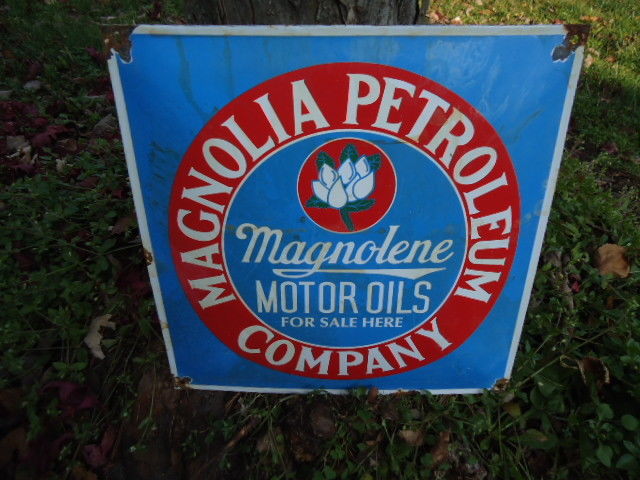 MAGNOLIA PETROLEUM
COMPANY
Magnolene
MOTOR OILS
FOR SALE HERE